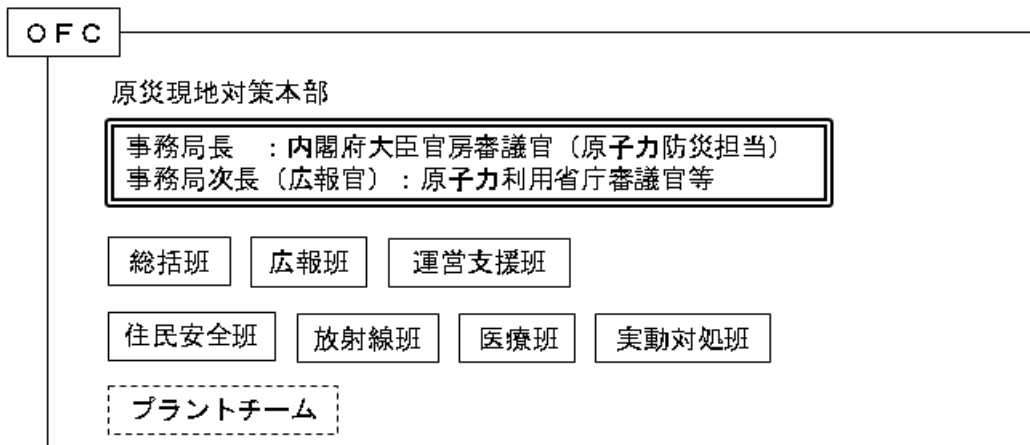 ＯＦＣ
原災現地対策本部
事務局長　：内閣府大臣官房審議官（原子力防災担当）
事務局次長（広報官）：原子力利用省庁審議官等
総括班　広報班　運営支援班
住民安全班　放射線班　医療班　実動対処班
プラントチーム